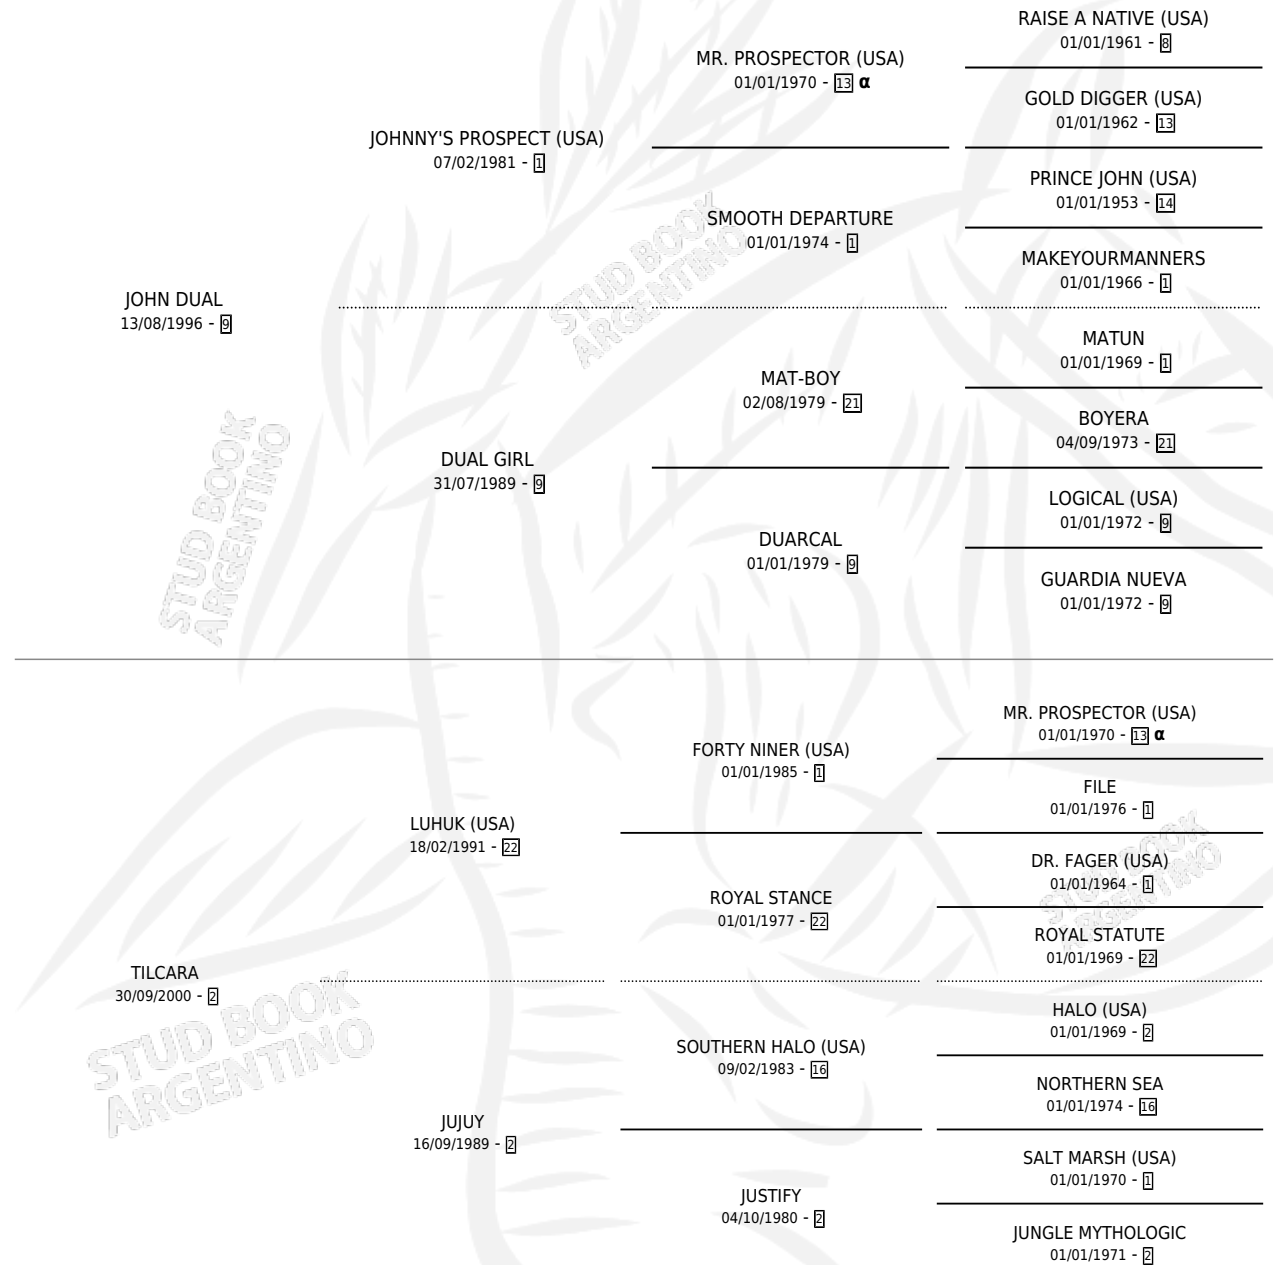 RAISE A NATIVE (USA)
01/01/1961 - 8
MR. PROSPECTOR (USA)
01/01/1970 - 13 α
GOLD DIGGER (USA)
01/01/1962 - 13
JOHNNY'S PROSPECT (USA)
07/02/1981 - 1
PRINCE JOHN (USA)
01/01/1953 - 14
SMOOTH DEPARTURE
01/01/1974 - 1
MAKEYOURMANNERS
01/01/1966 - 1
JOHN DUAL
13/08/1996 - 9
MATUN
01/01/1969 - 1
MAT-BOY
02/08/1979 - 21
BOYERA
04/09/1973 - 21
DUAL GIRL
31/07/1989 - 9
LOGICAL (USA)
01/01/1972 - 9
DUARCAL
01/01/1979 - 9
GUARDIA NUEVA
01/01/1972 - 9
STUD BOOK
ARGENTINO
STUD BOOK
ARGENTINO
MR. PROSPECTOR (USA)
01/01/1970 - 13 α
FORTY NINER (USA)
01/01/1985 - 1
FILE
01/01/1976 - 1
LUHUK (USA)
18/02/1991 - 22
DR. FAGER (USA)
01/01/1964 - 1
ROYAL STANCE
01/01/1977 - 22
ROYAL STATUTE
01/01/1969 - 22
TILCARA
30/09/2000 - 2
HALO (USA)
01/01/1969 - 2
SOUTHERN HALO (USA)
09/02/1983 - 16
NORTHERN SEA
01/01/1974 - 16
JUJUY
16/09/1989 - 2
SALT MARSH (USA)
01/01/1970 - 1
JUSTIFY
04/10/1980 - 2
JUNGLE MYTHOLOGIC
01/01/1971 - 2
STUD BOOK
ARGENTINO
STUD BOOK
ARGENTINO